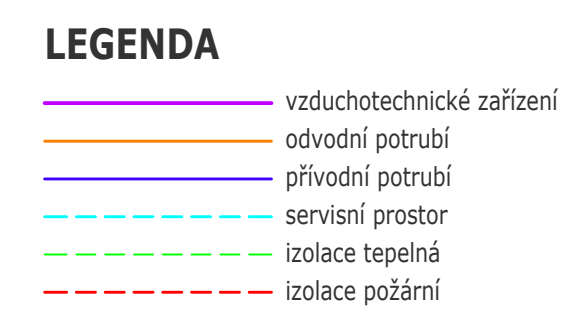 LEGENDA
vzduchotechnické zařízení
odvodní potrubí
přívodní potrubí
servisní prostor
izolace tepelná
izolace požární